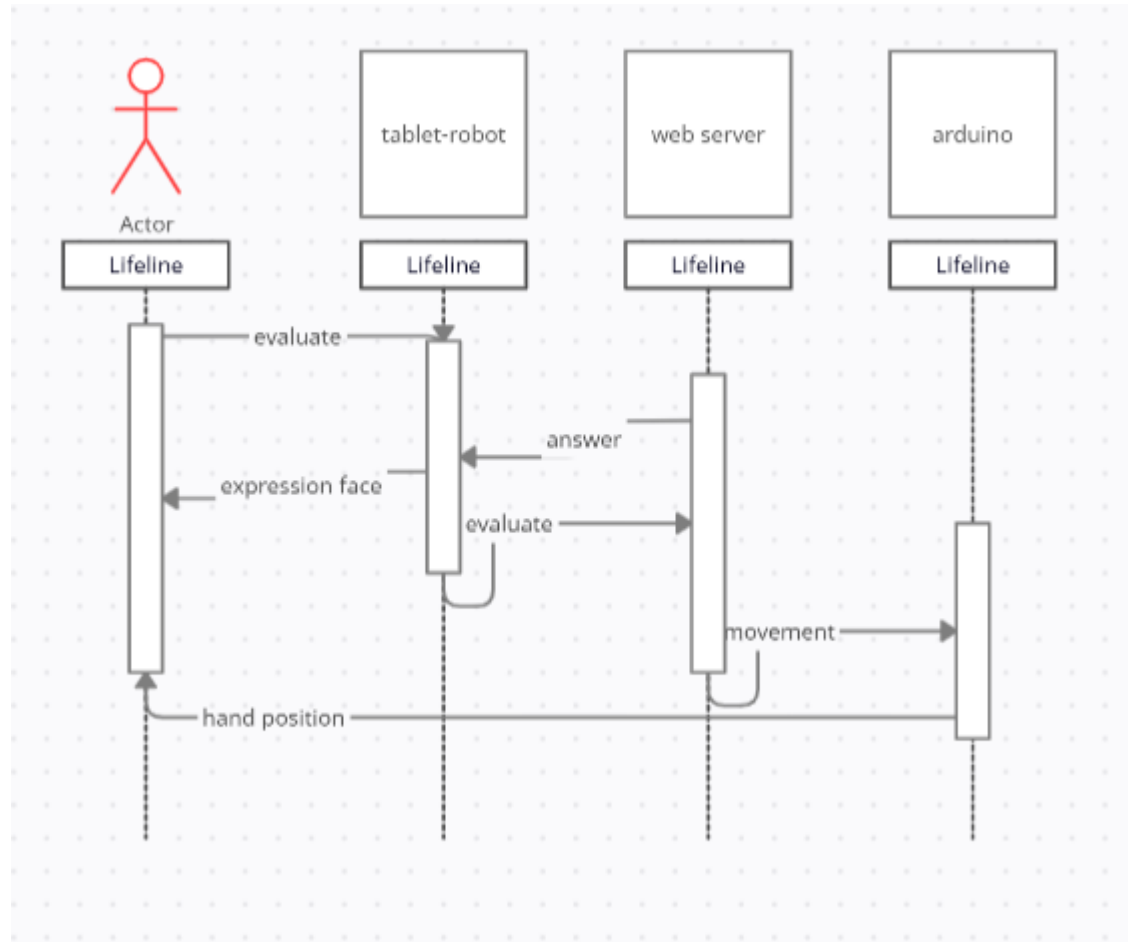 tablet-robot
web server
arduino
Actor
Lifeline
Lifeline
Lifeline
Lifeline
evaluate
answer
expression face
evaluate
movement
hand position